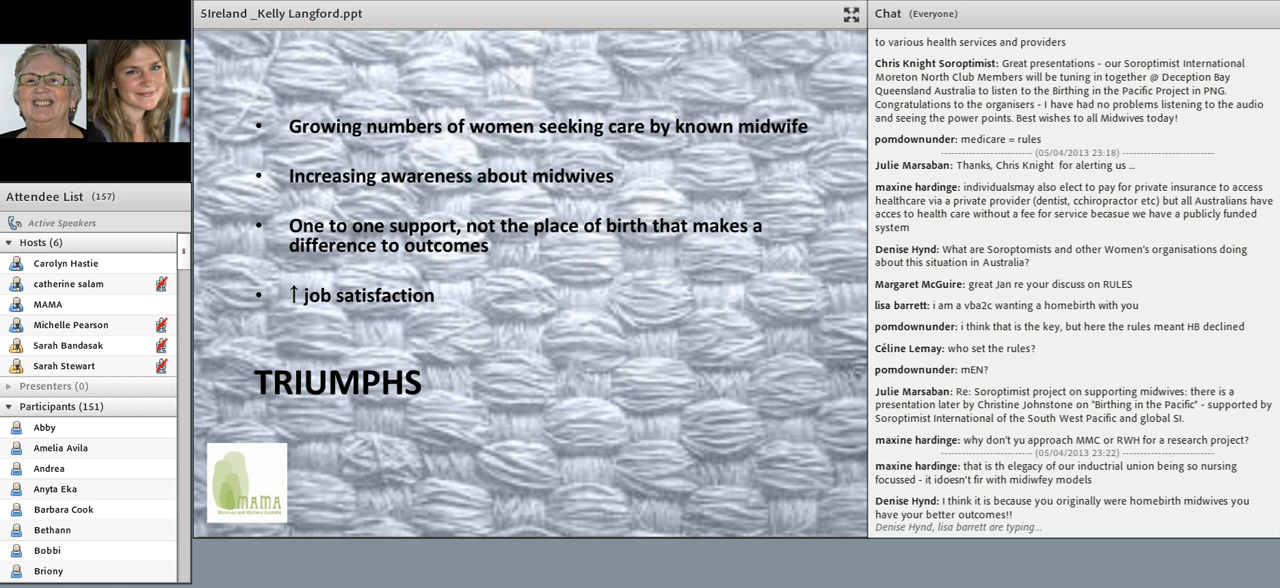 Attendee List (157)
Active Speakers
Hosts (6)
Carolyn Hastie
catherine salam
MAMA
Michelle Pearson
Sarah Bandasak
Sarah Stewart
Presenters (0)
Participants (151)
Abby
Amelia Avila
Andrea
Anyta Eka
Barbara Cook
Bethann
Bobbi
Briony
5Ireland _Kelly Langford.ppt
• Growing numbers of women seeking care by known midwife
• Increasing awareness about midwives
• One to one support, not the place of birth that makes a
difference to outcomes
• ↑ job satisfaction
TRIUMPHS
MAMA
Midwives and Mothers Australia
Chat (Everyone)
to various health services and providers
Chris Knight Soroptimist: Great presentations - our Soroptimist International
Moreton North Club Members will be tuning in together @ Deception Bay
Queensland Australia to listen to the Birthing in the Pacific Project in PNG.
Congratulations to the organisers - I have had no problems listening to the audio
and seeing the power points. Best wishes to all Midwives today!
pomdownunder: medicare = rules
------------------------- (05/04/2013 23:18) -------------------------
Julie Marsaban: Thanks, Chris Knight for alerting us ...
maxine hardinge: individualsmay also elect to pay for private insurance to access
healthcare via a private provider (dentist, cchiropractor etc) but all Australians have
acces to health care without a fee for service becasue we have a publicly funded
system
Denise Hynd: What are Soroptomists and other Women's organisations doing
about this situation in Australia?
Margaret McGuire: great Jan re your discuss on RULES
lisa barrett: i am a vba2c wanting a homebirth with you
pomdownunder: i think that is the key, but here the rules meant HB declined
Céline Lemay: who set the rules?
pomdownunder: mEN?
Julie Marsaban: Re: Soroptimist project on supporting midwives: there is a
presentation later by Christine Johnstone on "Birthing in the Pacific" - supported by
Soroptimist International of the South West Pacific and global SI.
maxine hardinge: why don't yu approach MMC or RWH for a research project?
------------------------- (05/04/2013 23:22) -------------------------
maxine hardinge: that is th elegacy of our inductrial union being so nursing
focussed - it idoesn't fir with midiwfey models
Denise Hynd: I think it is because you originally were homebirth midwives you
have your better outcomes!!
Denise Hynd, lisa barrett are typing...